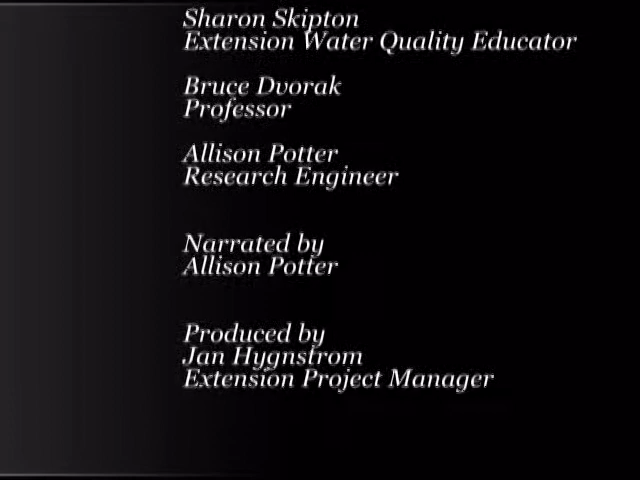 Sharon Skipton
Extension Water Quality Educator
Bruce Dvorak
Professor
Allison Potter
Research Engineer
Narrated by
Allison Potter
Produced by
Jan Hygnstrom
Extension Project Manager